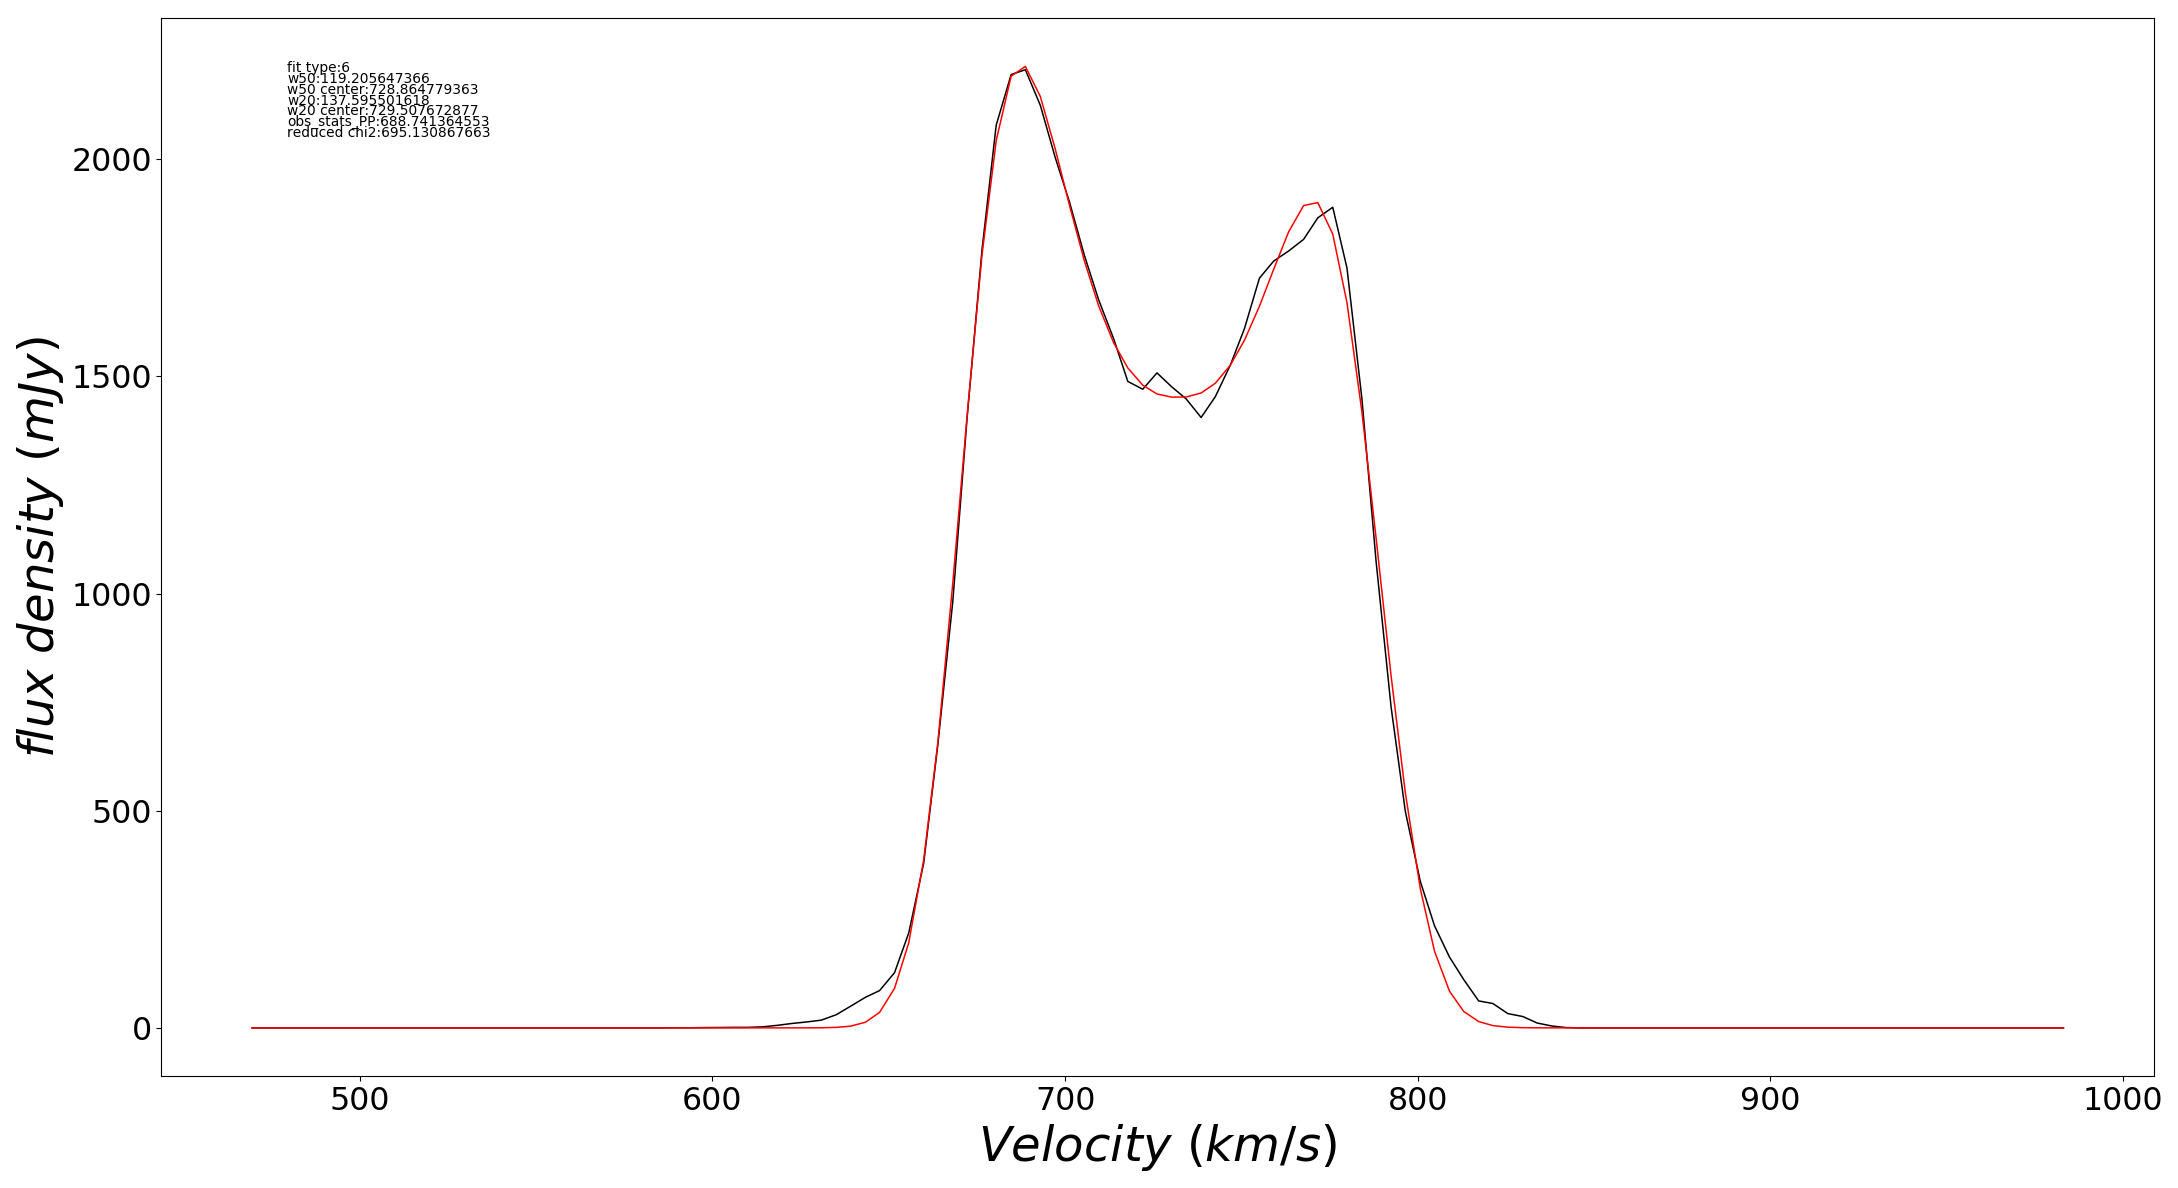 fit type:6
w50:119.205647366
w50 center:728.864779363
w20:137.595501618
w20 center:729.507672877
obs_stats_PP:688.741364553
reduced chi2:695.130867663
flux density (mJy)
2000
1500
1000
500
0
500 600 700 800 900 1000
Velocity (km/s)